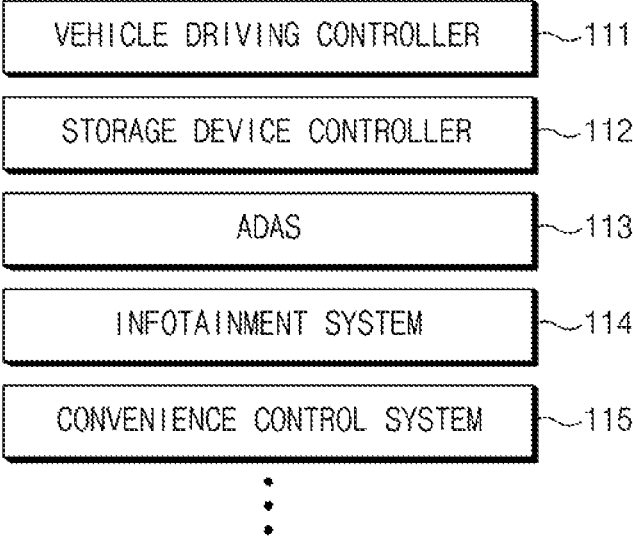 VEHICLE DRIVING CONTROLLER 111
STORAGE DEVICE CONTROLLER 112
ADAS 113
INFOTAINMENT SYSTEM 114
CONVENIENCE CONTROL SYSTEM 115